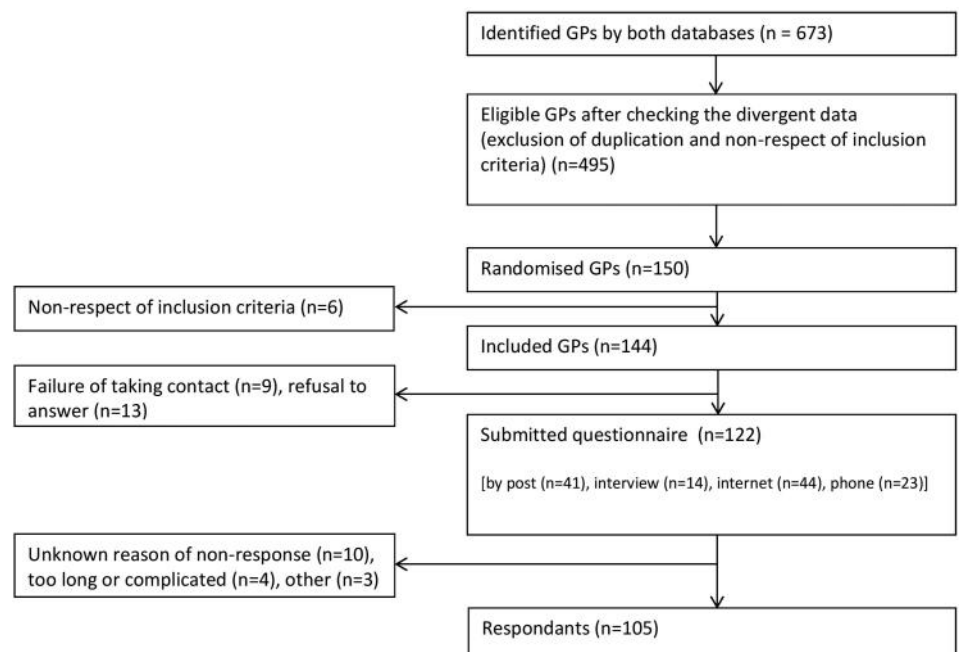 Identified GPs by both databases (n = 673)
Eligible GPs after checking the divergent data
(exclusion of duplication and non-respect of inclusion
criteria) (n=495)
Randomised GPs (n=150)
Non-respect of inclusion criteria (n=6)
Included GPs (n=144)
Failure of taking contact (n=9), refusal to
answer (n=13)
Submitted questionnaire (n=122)
[by post (n=41), interview (n=14), internet (n=44), phone (n=23)]
Unknown reason of non-response (n=10),
too long or complicated (n=4), other (n=3)
Respondants (n=105)